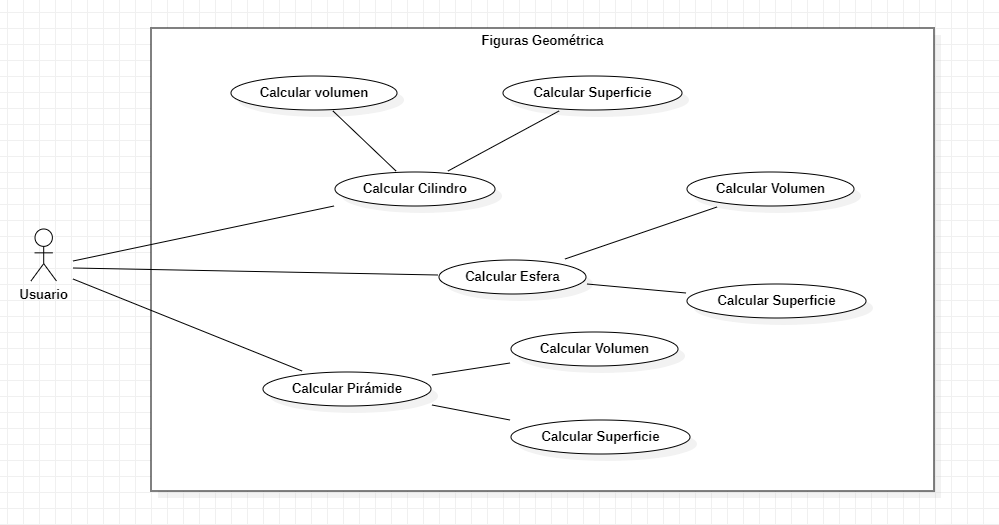 Figuras Geométrica
Calcular volumen
Calcular Superficie
Calcular Cilindro
Calcular Volumen
Usuario
Calcular Esfera
Calcular Superficie
Calcular Volumen
Calcular Pirámide
Calcular Superficie